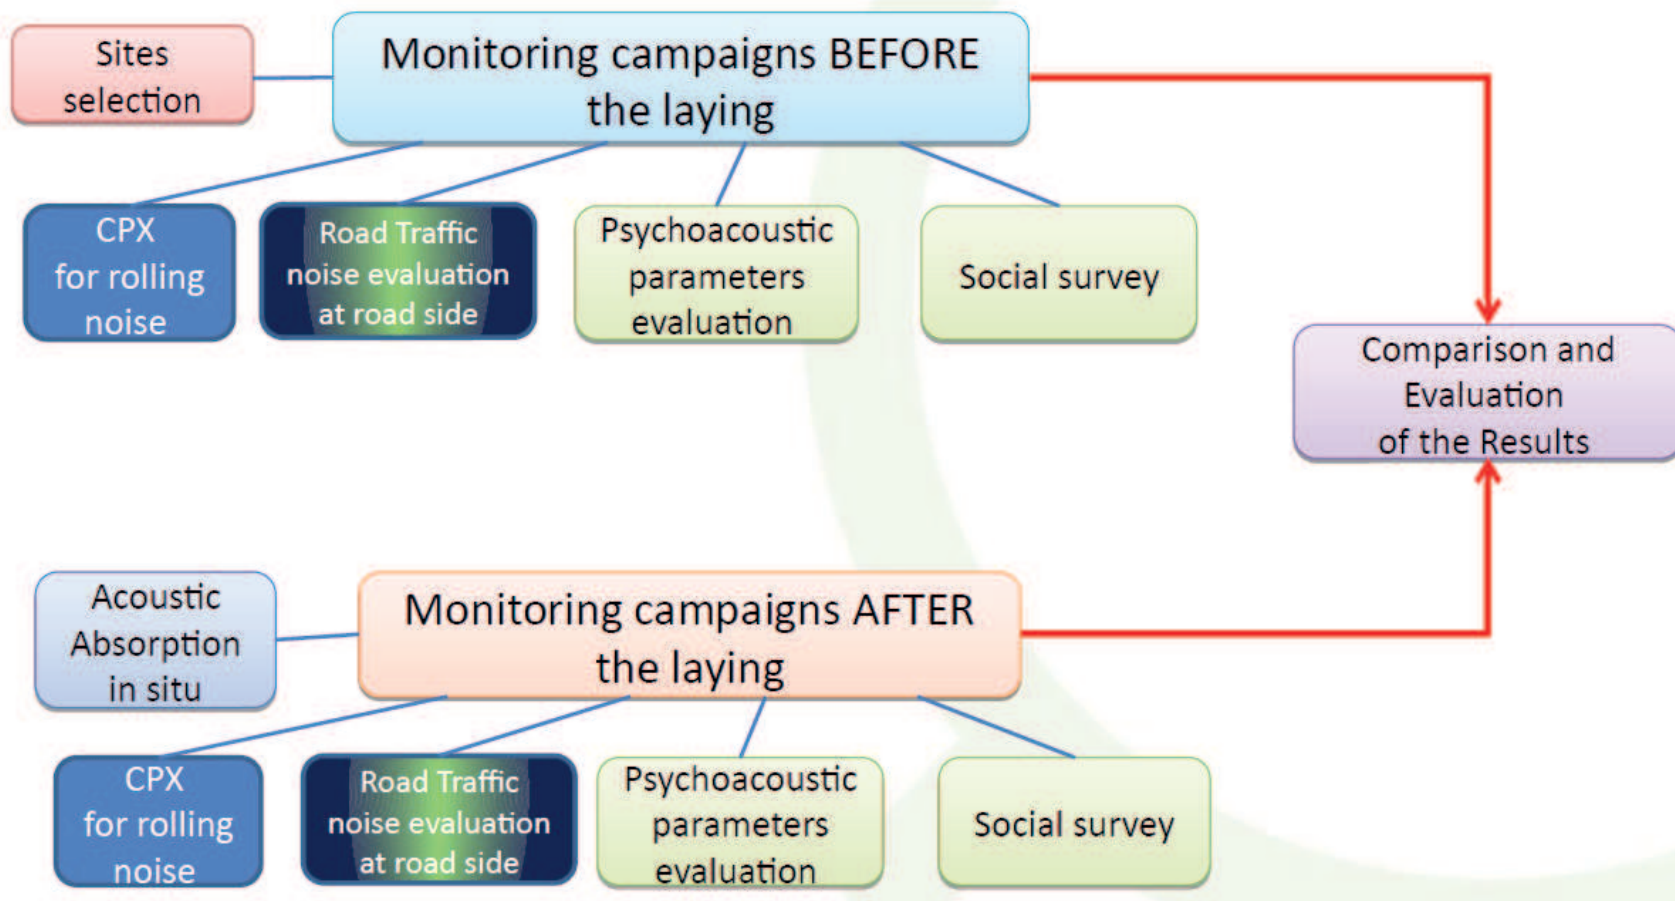 Sites
selection
Monitoring campaigns BEFORE
the laying
CPX
for rolling
noise
Road Traffic
noise evaluation
at road side
Psychoacoustic
parameters
evaluation
Social survey
Comparison and
Evaluation
of the Results
Acoustic
Absorption
in situ
Monitoring campaigns AFTER
the laying
CPX
for rolling
noise
Road Traffic
noise evaluation
at road side
Psychoacoustic
parameters
evaluation
Social survey